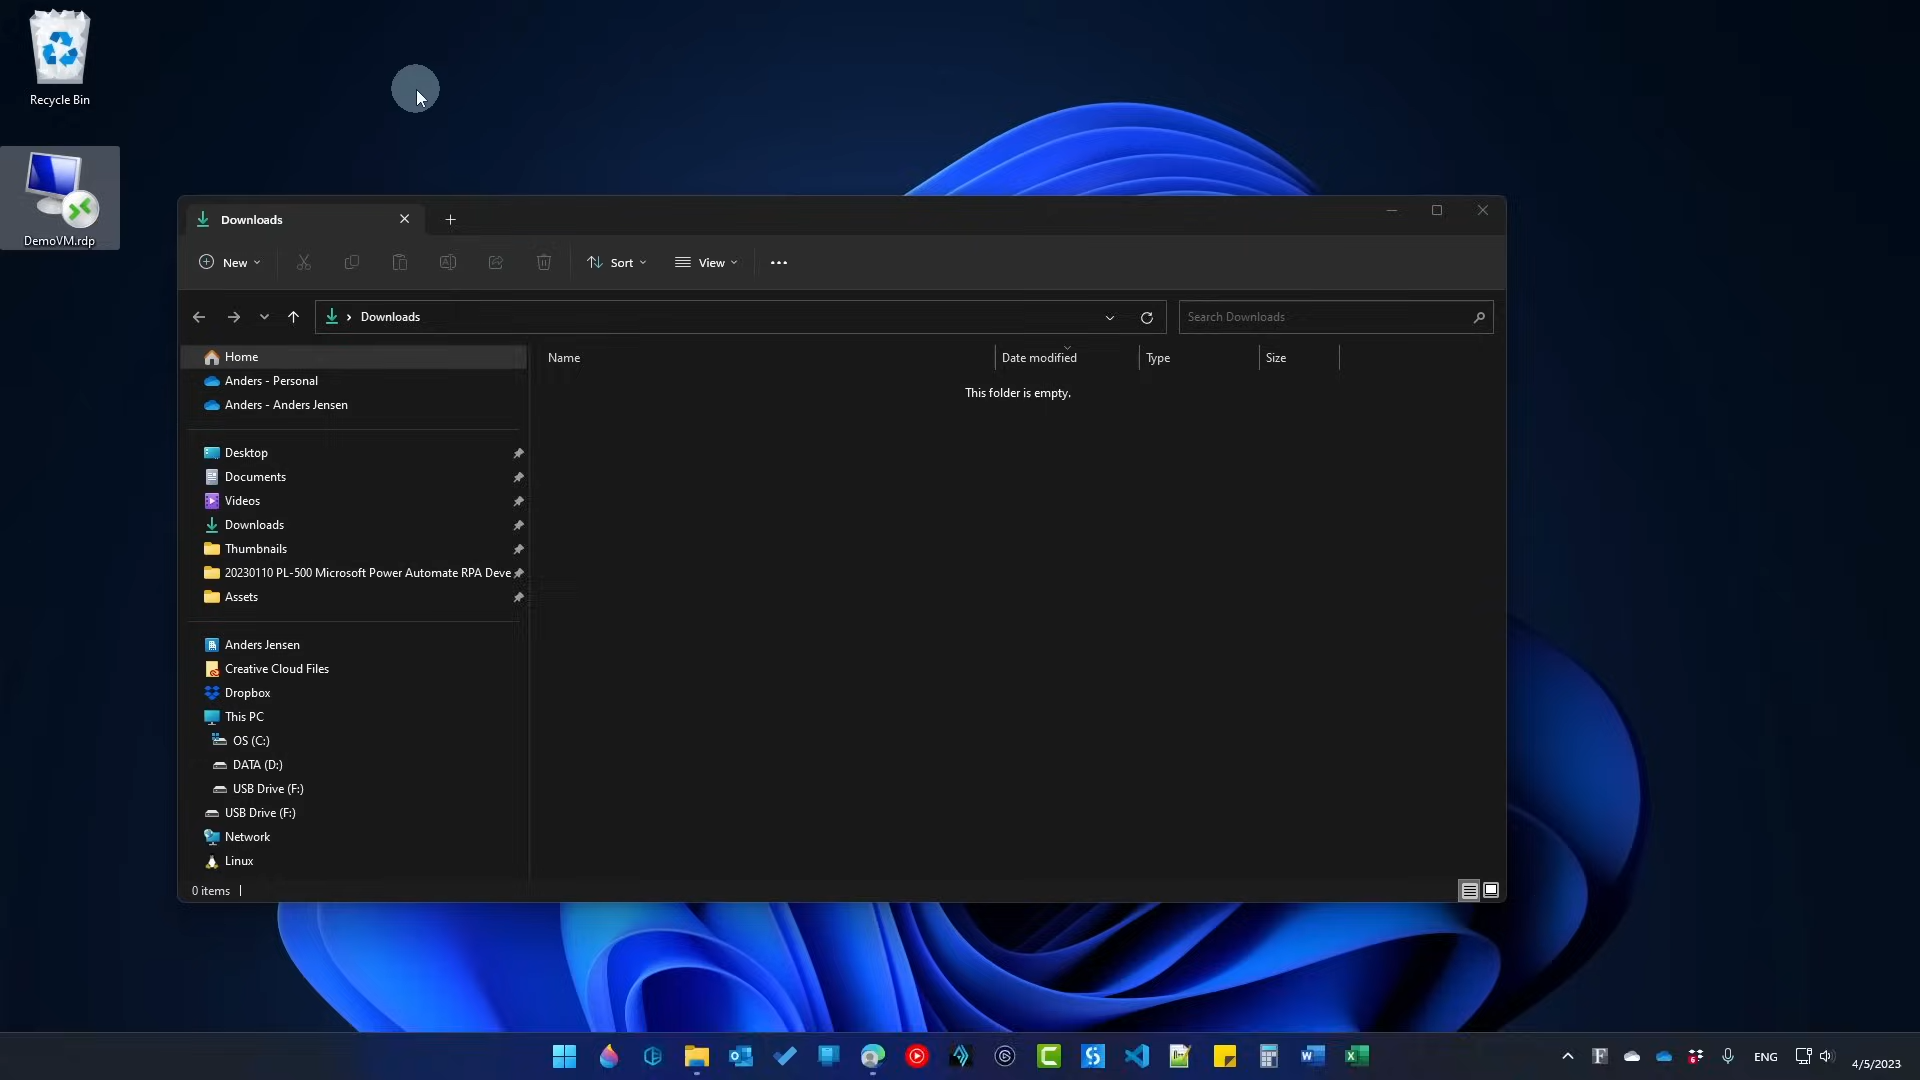 Recycle Bin
DemoVM.rdp
Downloads
New
Sort
View
Downloads
Search Downloads
Home
Anders - Personal
Anders - Anders Jensen
Desktop
Documents
Videos
Downloads
Thumbnails
20230110 PL-500 Microsoft Power Automate RPA Deve
Assets
Anders Jensen
Creative Cloud Files
Dropbox
This PC
OS (C:)
DATA (D:)
USB Drive (F:)
USB Drive (F:)
Network
Linux
Name
Date modified
Type
Size
This folder is empty.
0 items
ENG
4/5/2023